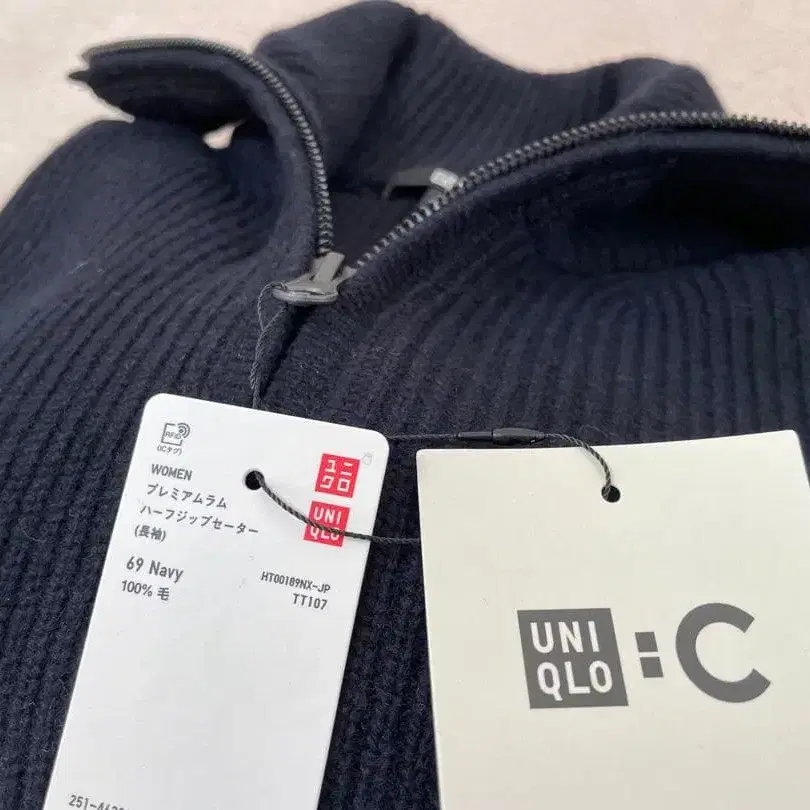 RFID
(ICタグ)
WOMEN
プレミアムラム
ハーフジップセーター
(長袖)
69 Navy
100% 毛
ユニ
クロ
UNI
QLO
HT00189NX-JP
TT107
UNI
QLO : C